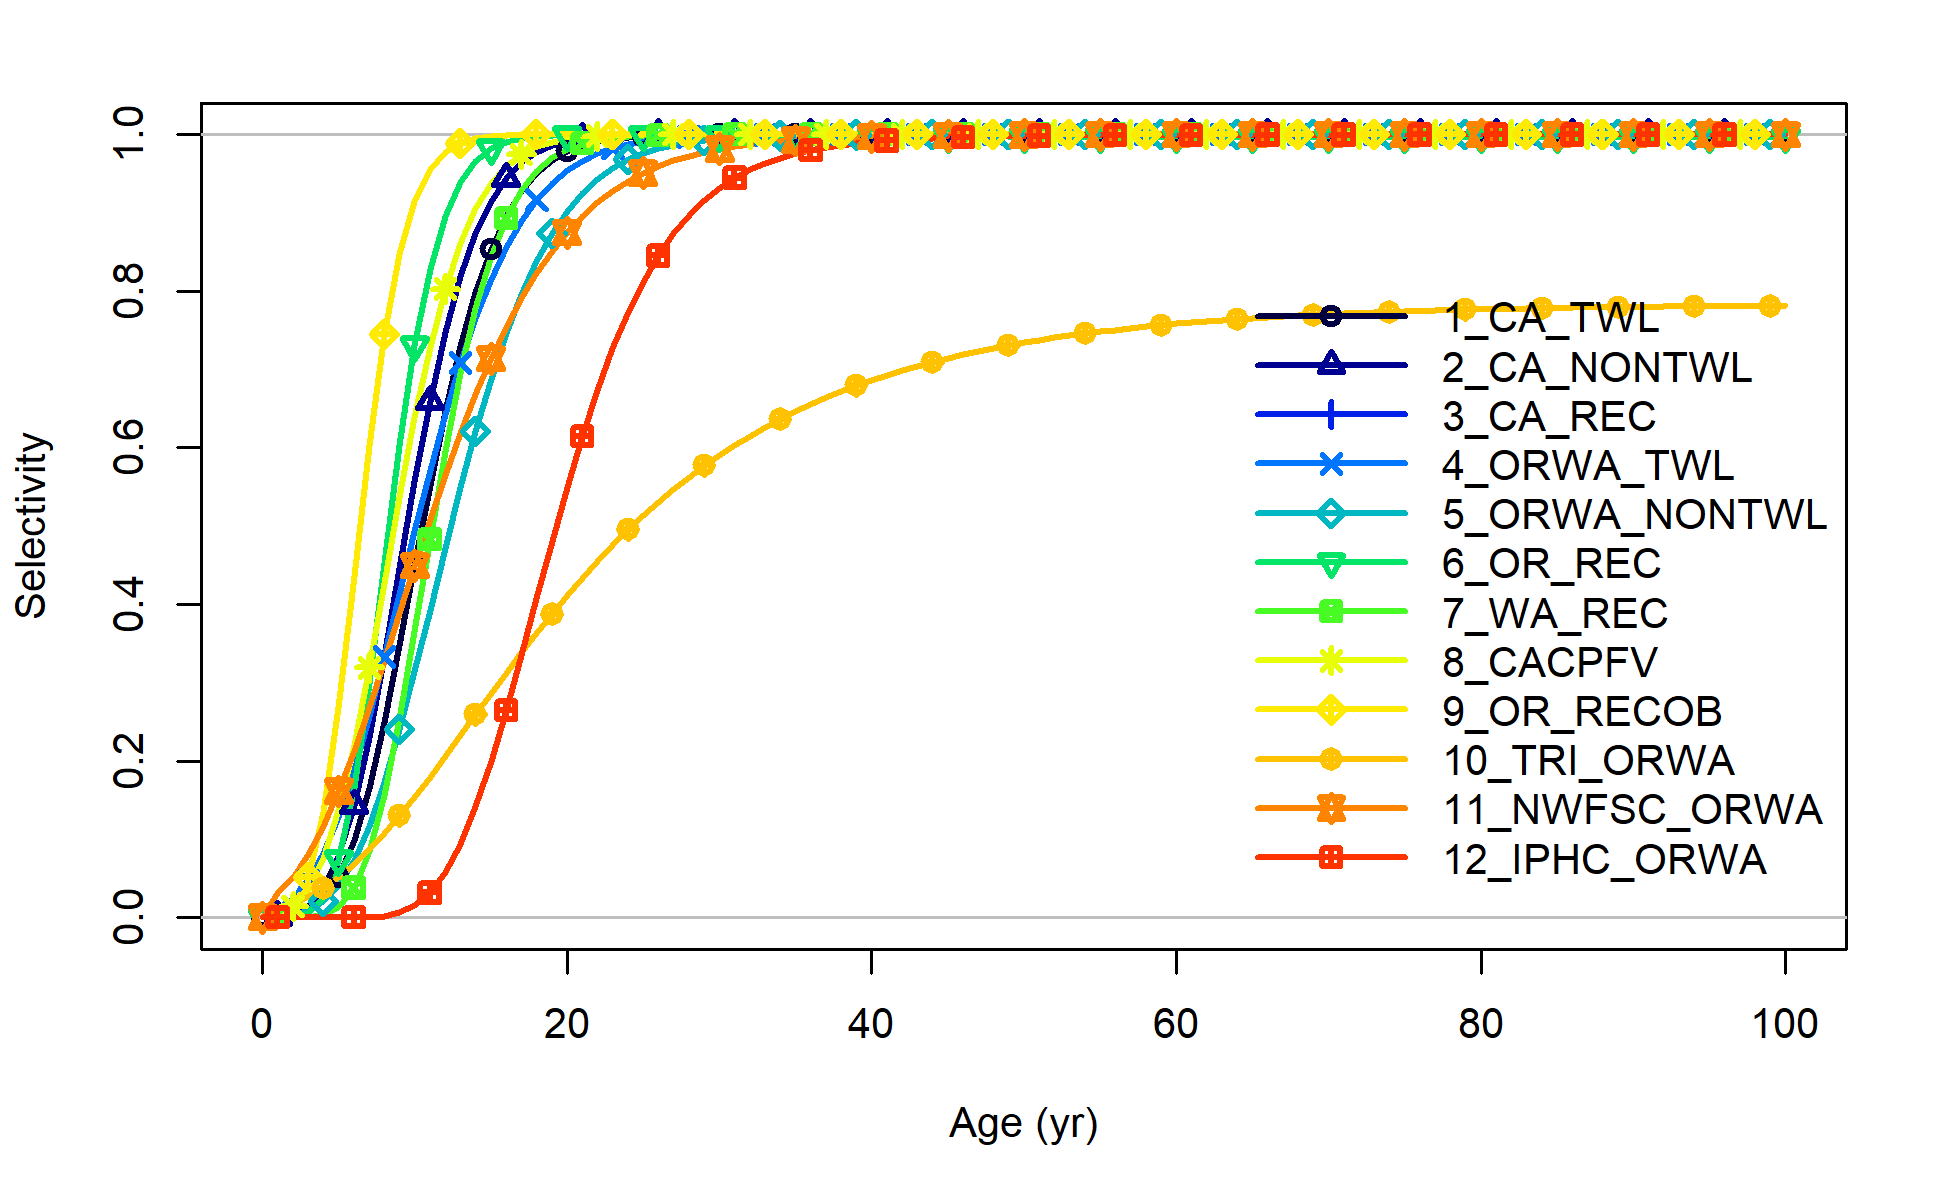 Selectivity
1.0
0.8
0.6
0.4
0.2
0.0
1_CA_TWL
2_CA_NONTWL
3_CA_REC
4_ORWA_TWL
5_ORWA_NONTWL
6_OR_REC
7_WA_REC
8_CACPFV
9_OR_RECOB
10_TRI_ORWA
11_NWFSC_ORWA
12_IPHC_ORWA
0 20 40 60 80 100
Age (yr)